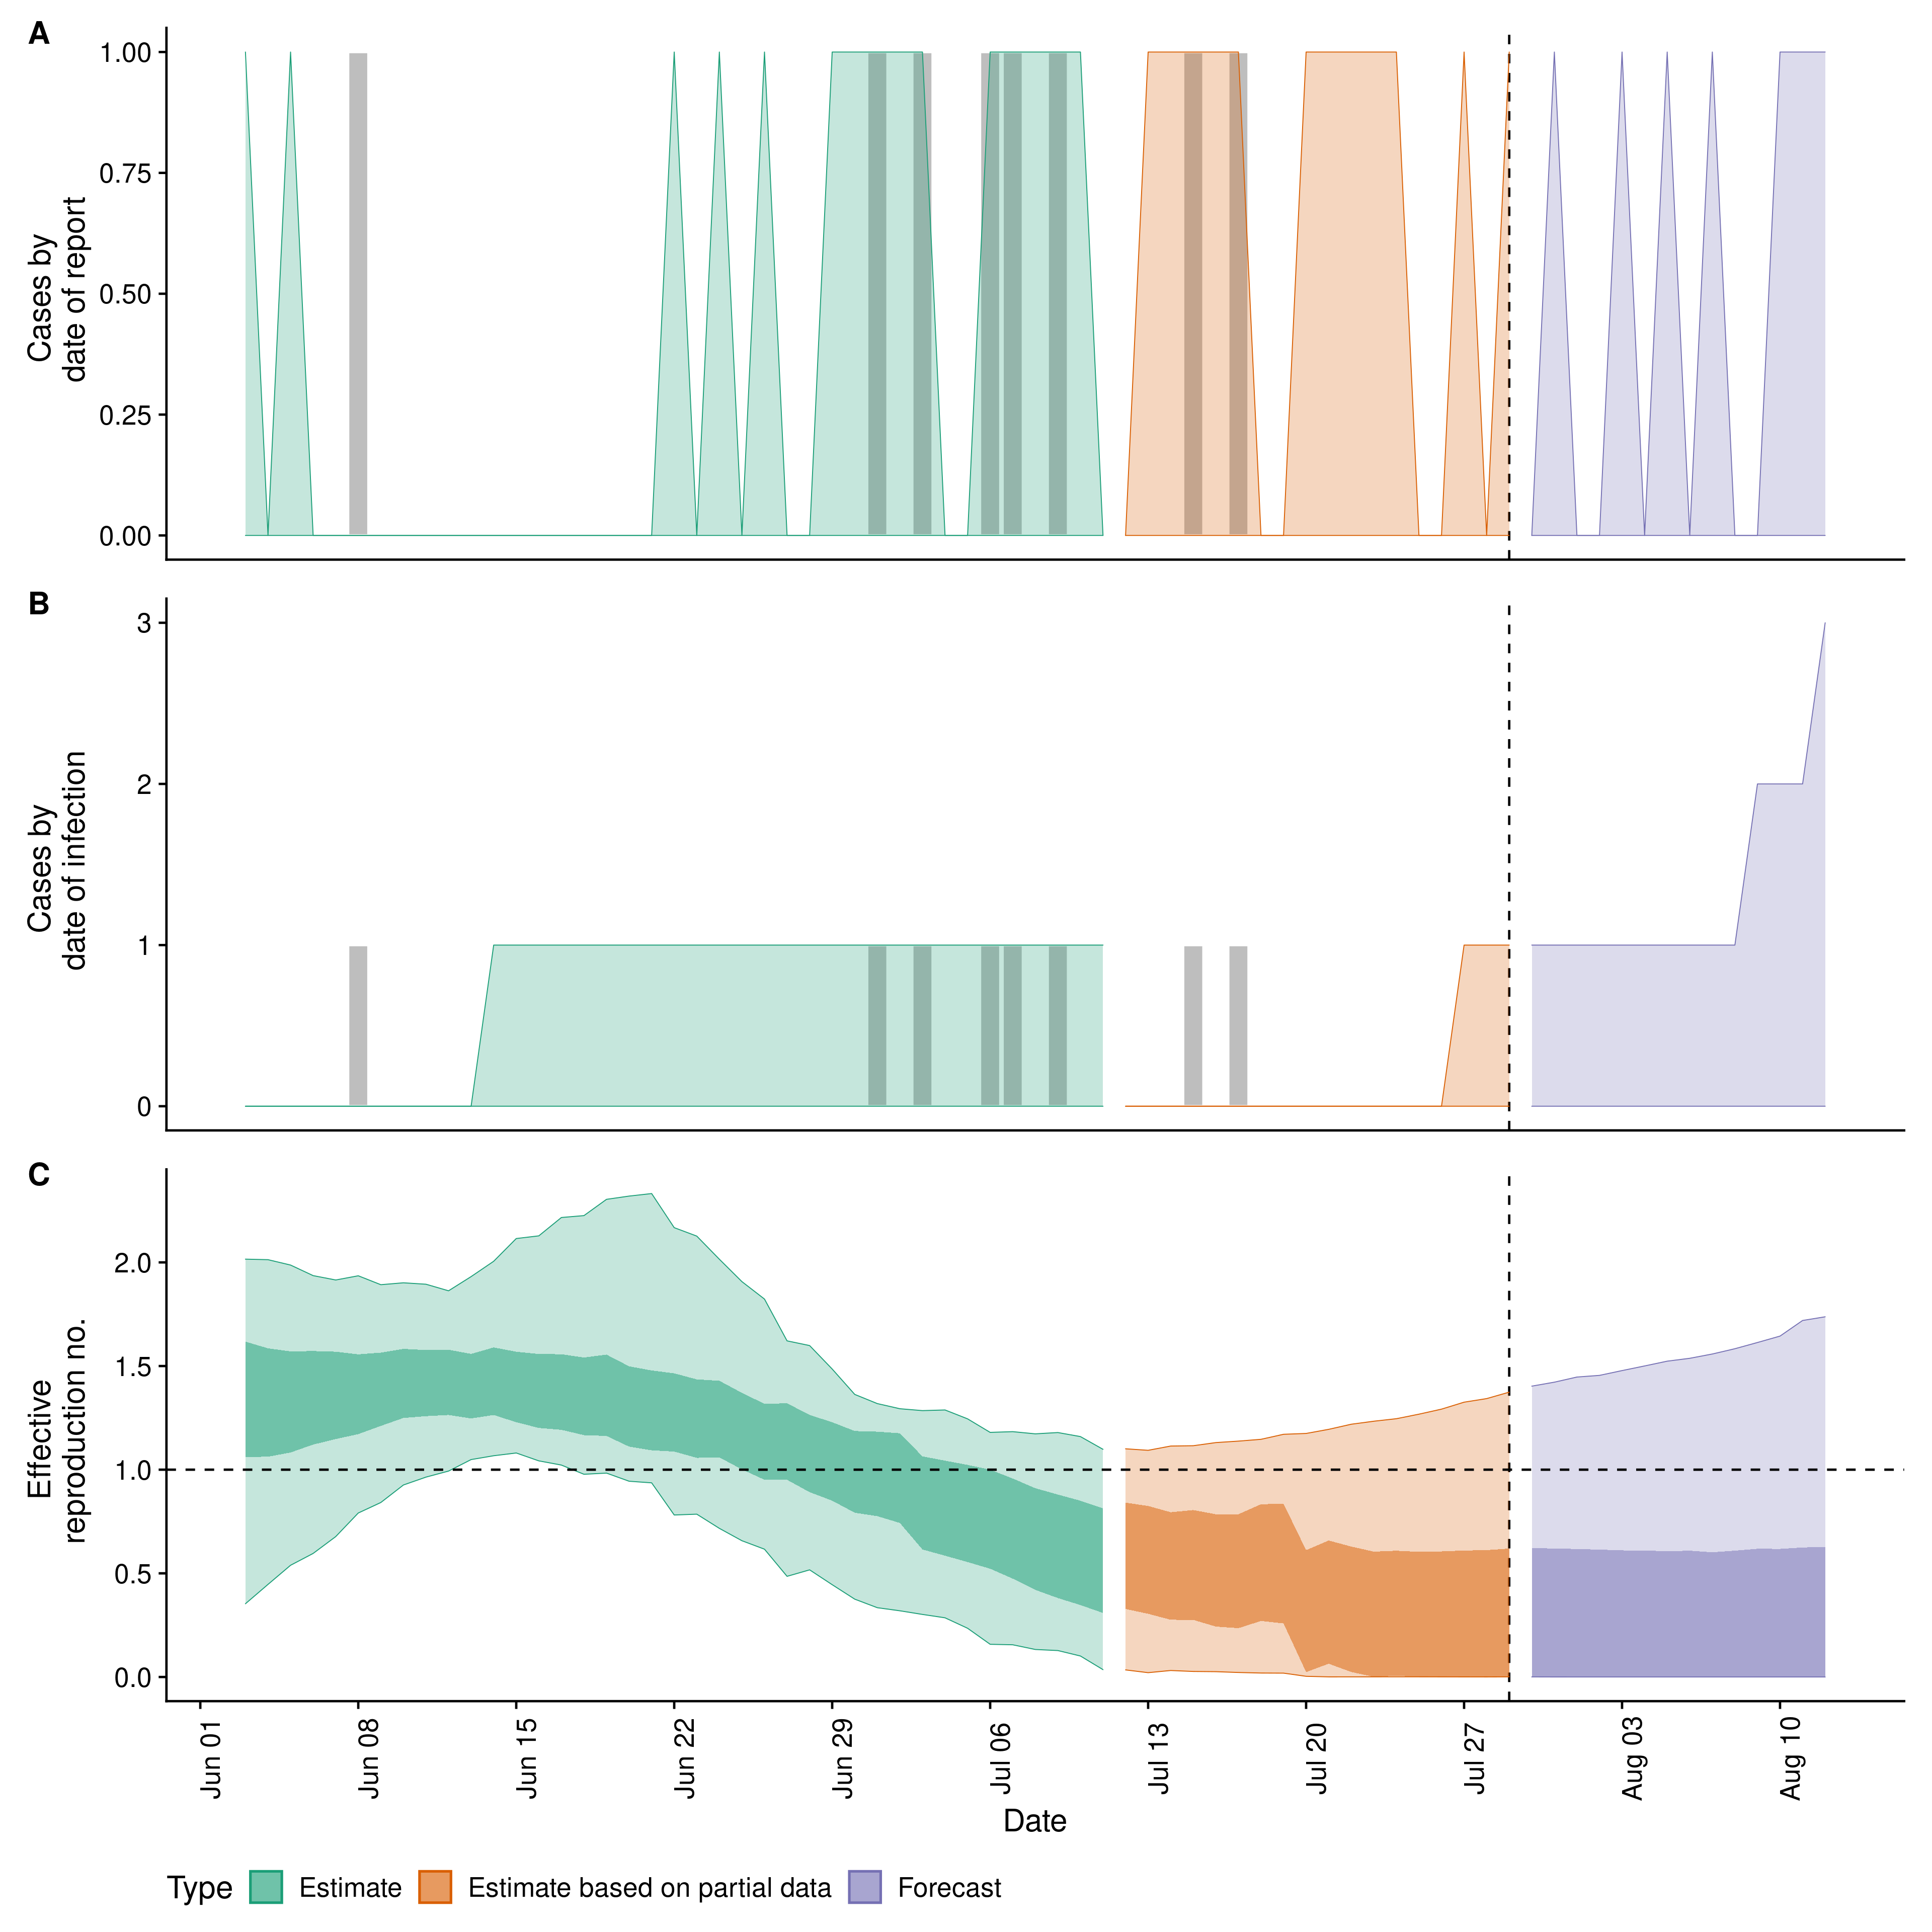 A
1.00
0.75
0.50
0.25
0.00
Cases by
date of report
B
3
2
1
0
Cases by
date of infection
C
2.0
1.5
1.0
0.5
0.0
Effective
reproduction no.
Jun 01
Jun 08
Jun 15
Jun 22
Jun 29
Jul 06
Jul 13
Jul 20
Jul 27
Aug 03
Aug 10
Date
Type Estimate Estimate based on partial data Forecast